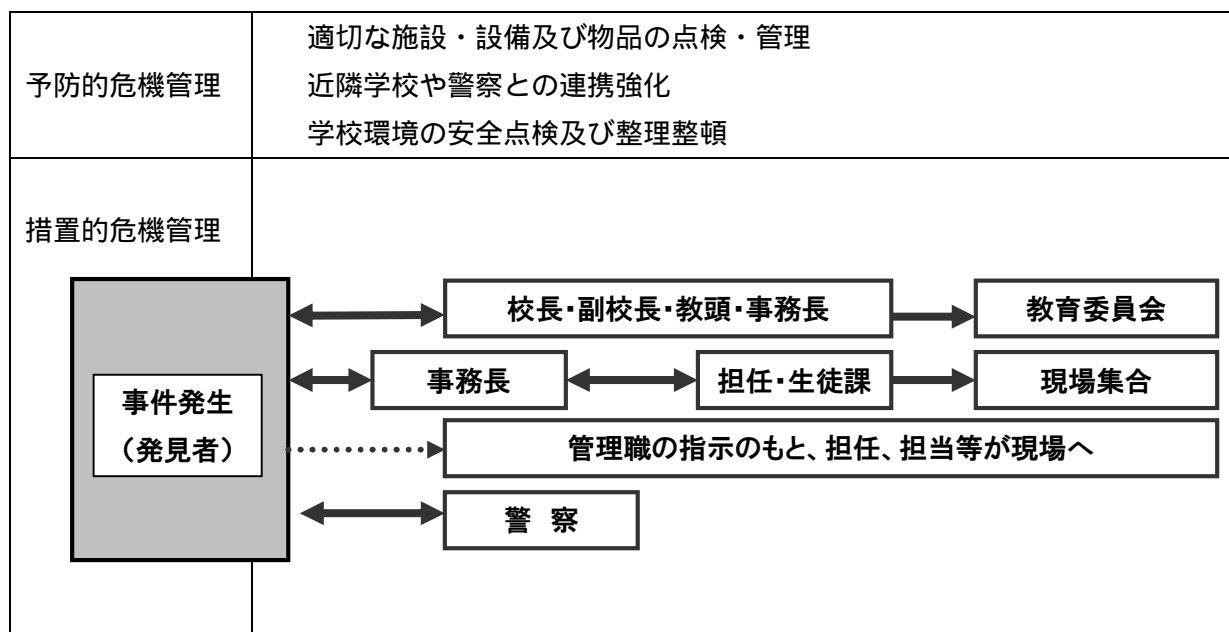 予防的危機管理
適切な施設・設備及び物品の点検・管理
近隣学校や警察との連携強化
学校環境の安全点検及び整理整頓
措置的危機管理
事件発生
（発見者）
校長・副校長・教頭・事務長
教育委員会
事務長
担任・生徒課
現場集合
管理職の指示のもと、担任、担当等が現場へ
警 察